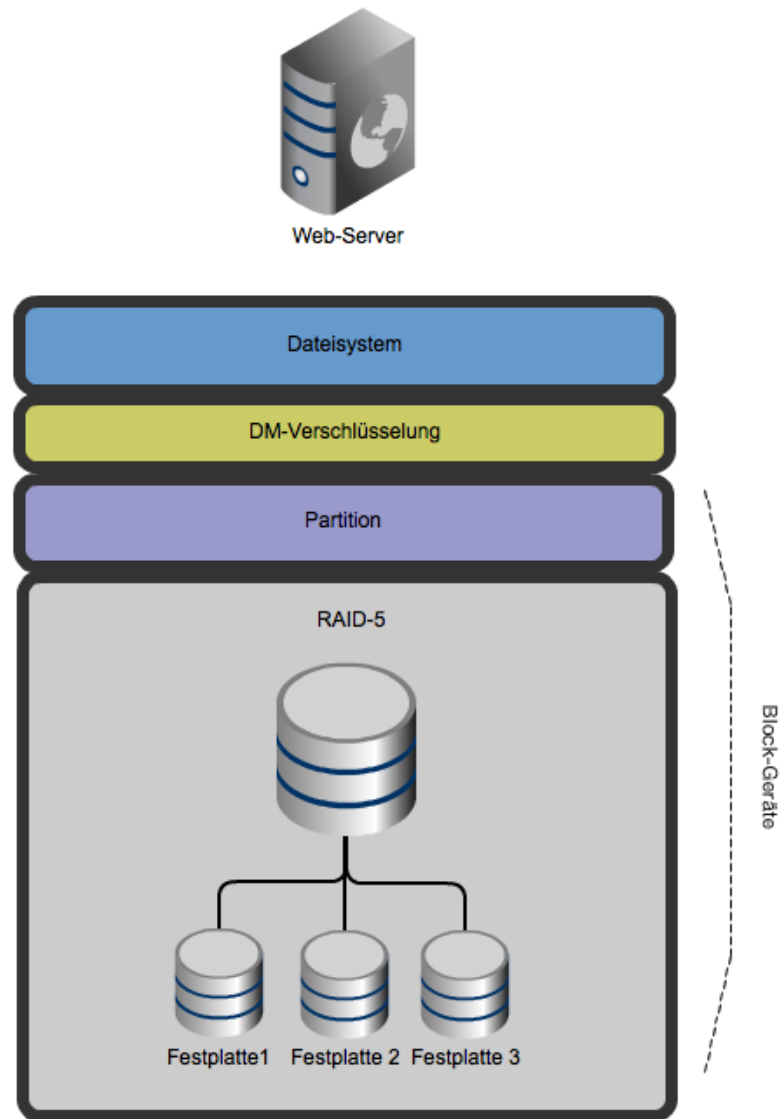 Web-Server
Dateisystem
DM-Verschlüsselung
Partition
RAID-5
Block-Geräte
Festplatte1
Festplatte 2
Festplatte 3